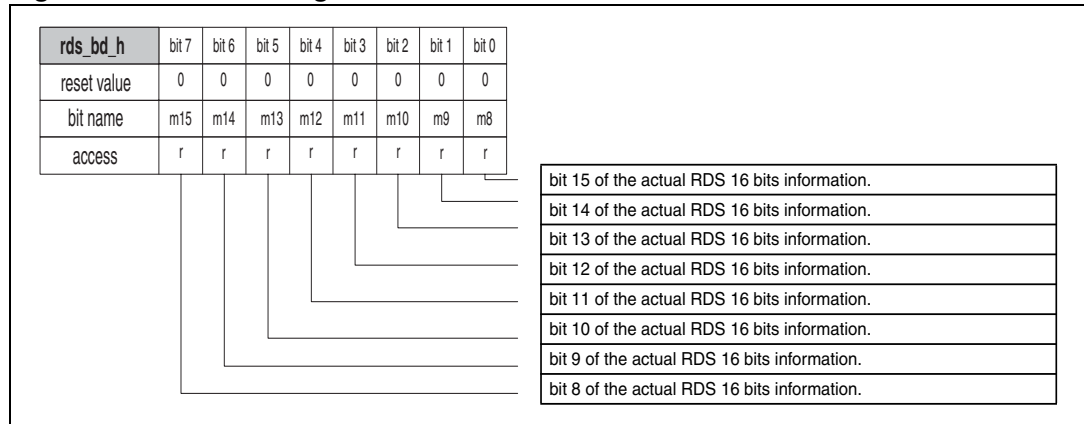 rds_bd_h bit 7 bit 6 bit 5 bit 4 bit 3 bit 2 bit 1 bit 0
reset value 0 0 0 0 0 0 0 0
bit name m15 m14 m13 m12 m11 m10 m9 m8
access r r r r r r r r
bit 15 of the actual RDS 16 bits information.
bit 14 of the actual RDS 16 bits information.
bit 13 of the actual RDS 16 bits information.
bit 12 of the actual RDS 16 bits information.
bit 11 of the actual RDS 16 bits information.
bit 10 of the actual RDS 16 bits information.
bit 9 of the actual RDS 16 bits information.
bit 8 of the actual RDS 16 bits information.